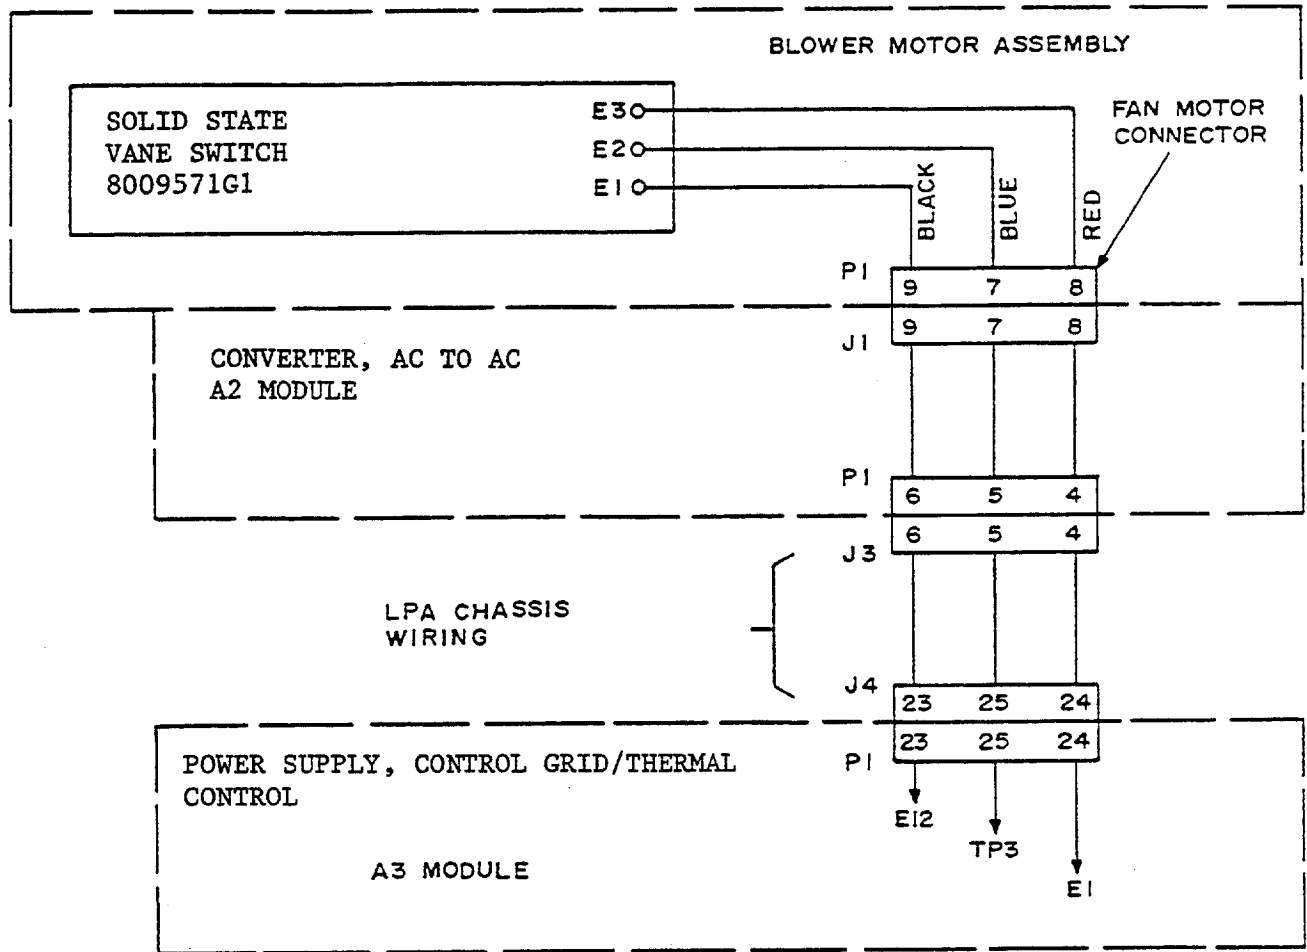 BLOWER MOTOR ASSEMBLY
SOLID STATE
VANE SWITCH
8009571G1
E3
E2
E1
FAN MOTOR
CONNECTOR
BLACK
BLUE
RED
P1
9 7 8
9 7 8
J1
CONVERTER, AC TO AC
A2 MODULE
P1
6 5 4
6 5 4
J3
LPA CHASSIS
WIRING
J4
23 25 24
23 25 24
P1
POWER SUPPLY, CONTROL GRID/THERMAL
CONTROL
E12
TP3
E1
A3 MODULE